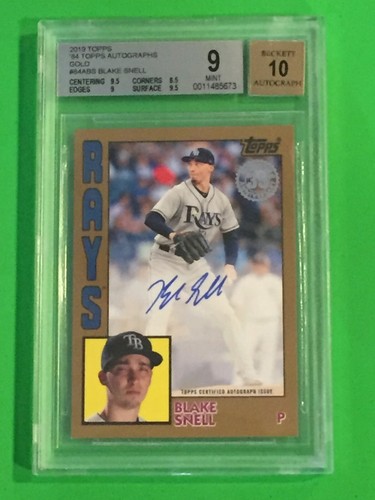 2019 TOPPS
'84 TOPPS AUTOGRAPHS
GOLD
#84ABS BLAKE SNELL
CENTERING 9.5 CORNERS 8.5
EDGES 9 SURFACE 9.5
9
MINT
0011485673
BECKETT
10
AUTOGRAPH
Topps
RAYS
RAYS
TB
TOPPS CERTIFIED AUTOGRAPH ISSUE
BLAKE
SNELL
P